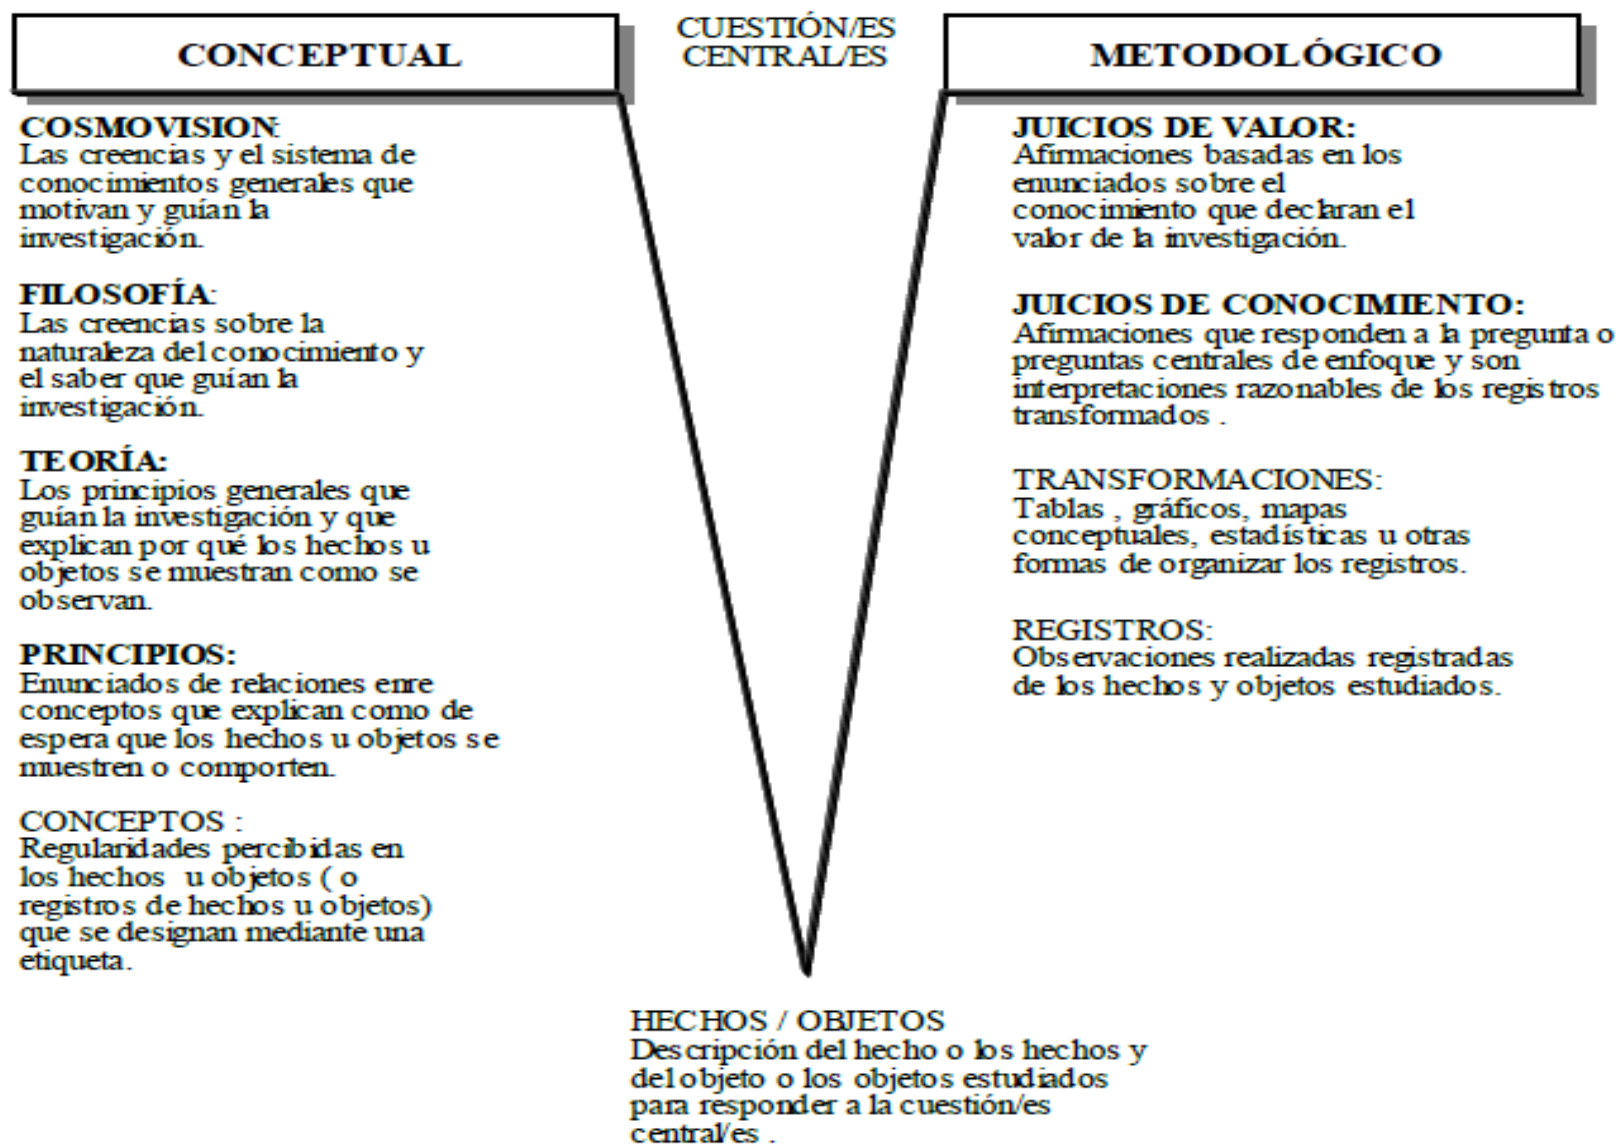 CONCEPTUAL
COSMOVISION:
Las creencias y el sistema de
conocimientos generales que
motivan y guían la
investigación.
FILOSOFÍA:
Las creencias sobre la
naturaleza del conocimiento y
el saber que guían la
investigación.
TEORÍA:
Los principios generales que
guían la investigación y que
explican por qué los hechos u
objetos se muestran como se
observan.
PRINCIPIOS:
Enunciados de relaciones enre
conceptos que explican como de
espera que los hechos u objetos se
muestren o comporten.
CONCEPTOS :
Regularidades percibidas en
los hechos u objetos ( o
registros de hechos u objetos)
que se designan mediante una
etiqueta.
CUESTIÓN/ES
CENTRAL/ES
METODOLÓGICO
JUICIOS DE VALOR:
Afirmaciones basadas en los
enunciados sobre el
conocimiento que declaran el
valor de la investigación.
JUICIOS DE CONOCIMIENTO:
Afirmaciones que responden a la pregunta o
preguntas centrales de enfoque y son
interpretaciones razonables de los registros
transformados .
TRANSFORMACIONES:
Tablas , gráficos, mapas
conceptuales, estadísticas u otras
formas de organizar los registros.
REGISTROS:
Observaciones realizadas registradas
de los hechos y objetos estudiados.
HECHOS / OBJETOS
Descripción del hecho o los hechos y
del objeto o los objetos estudiados
para responder a la cuestión/es
central/es .